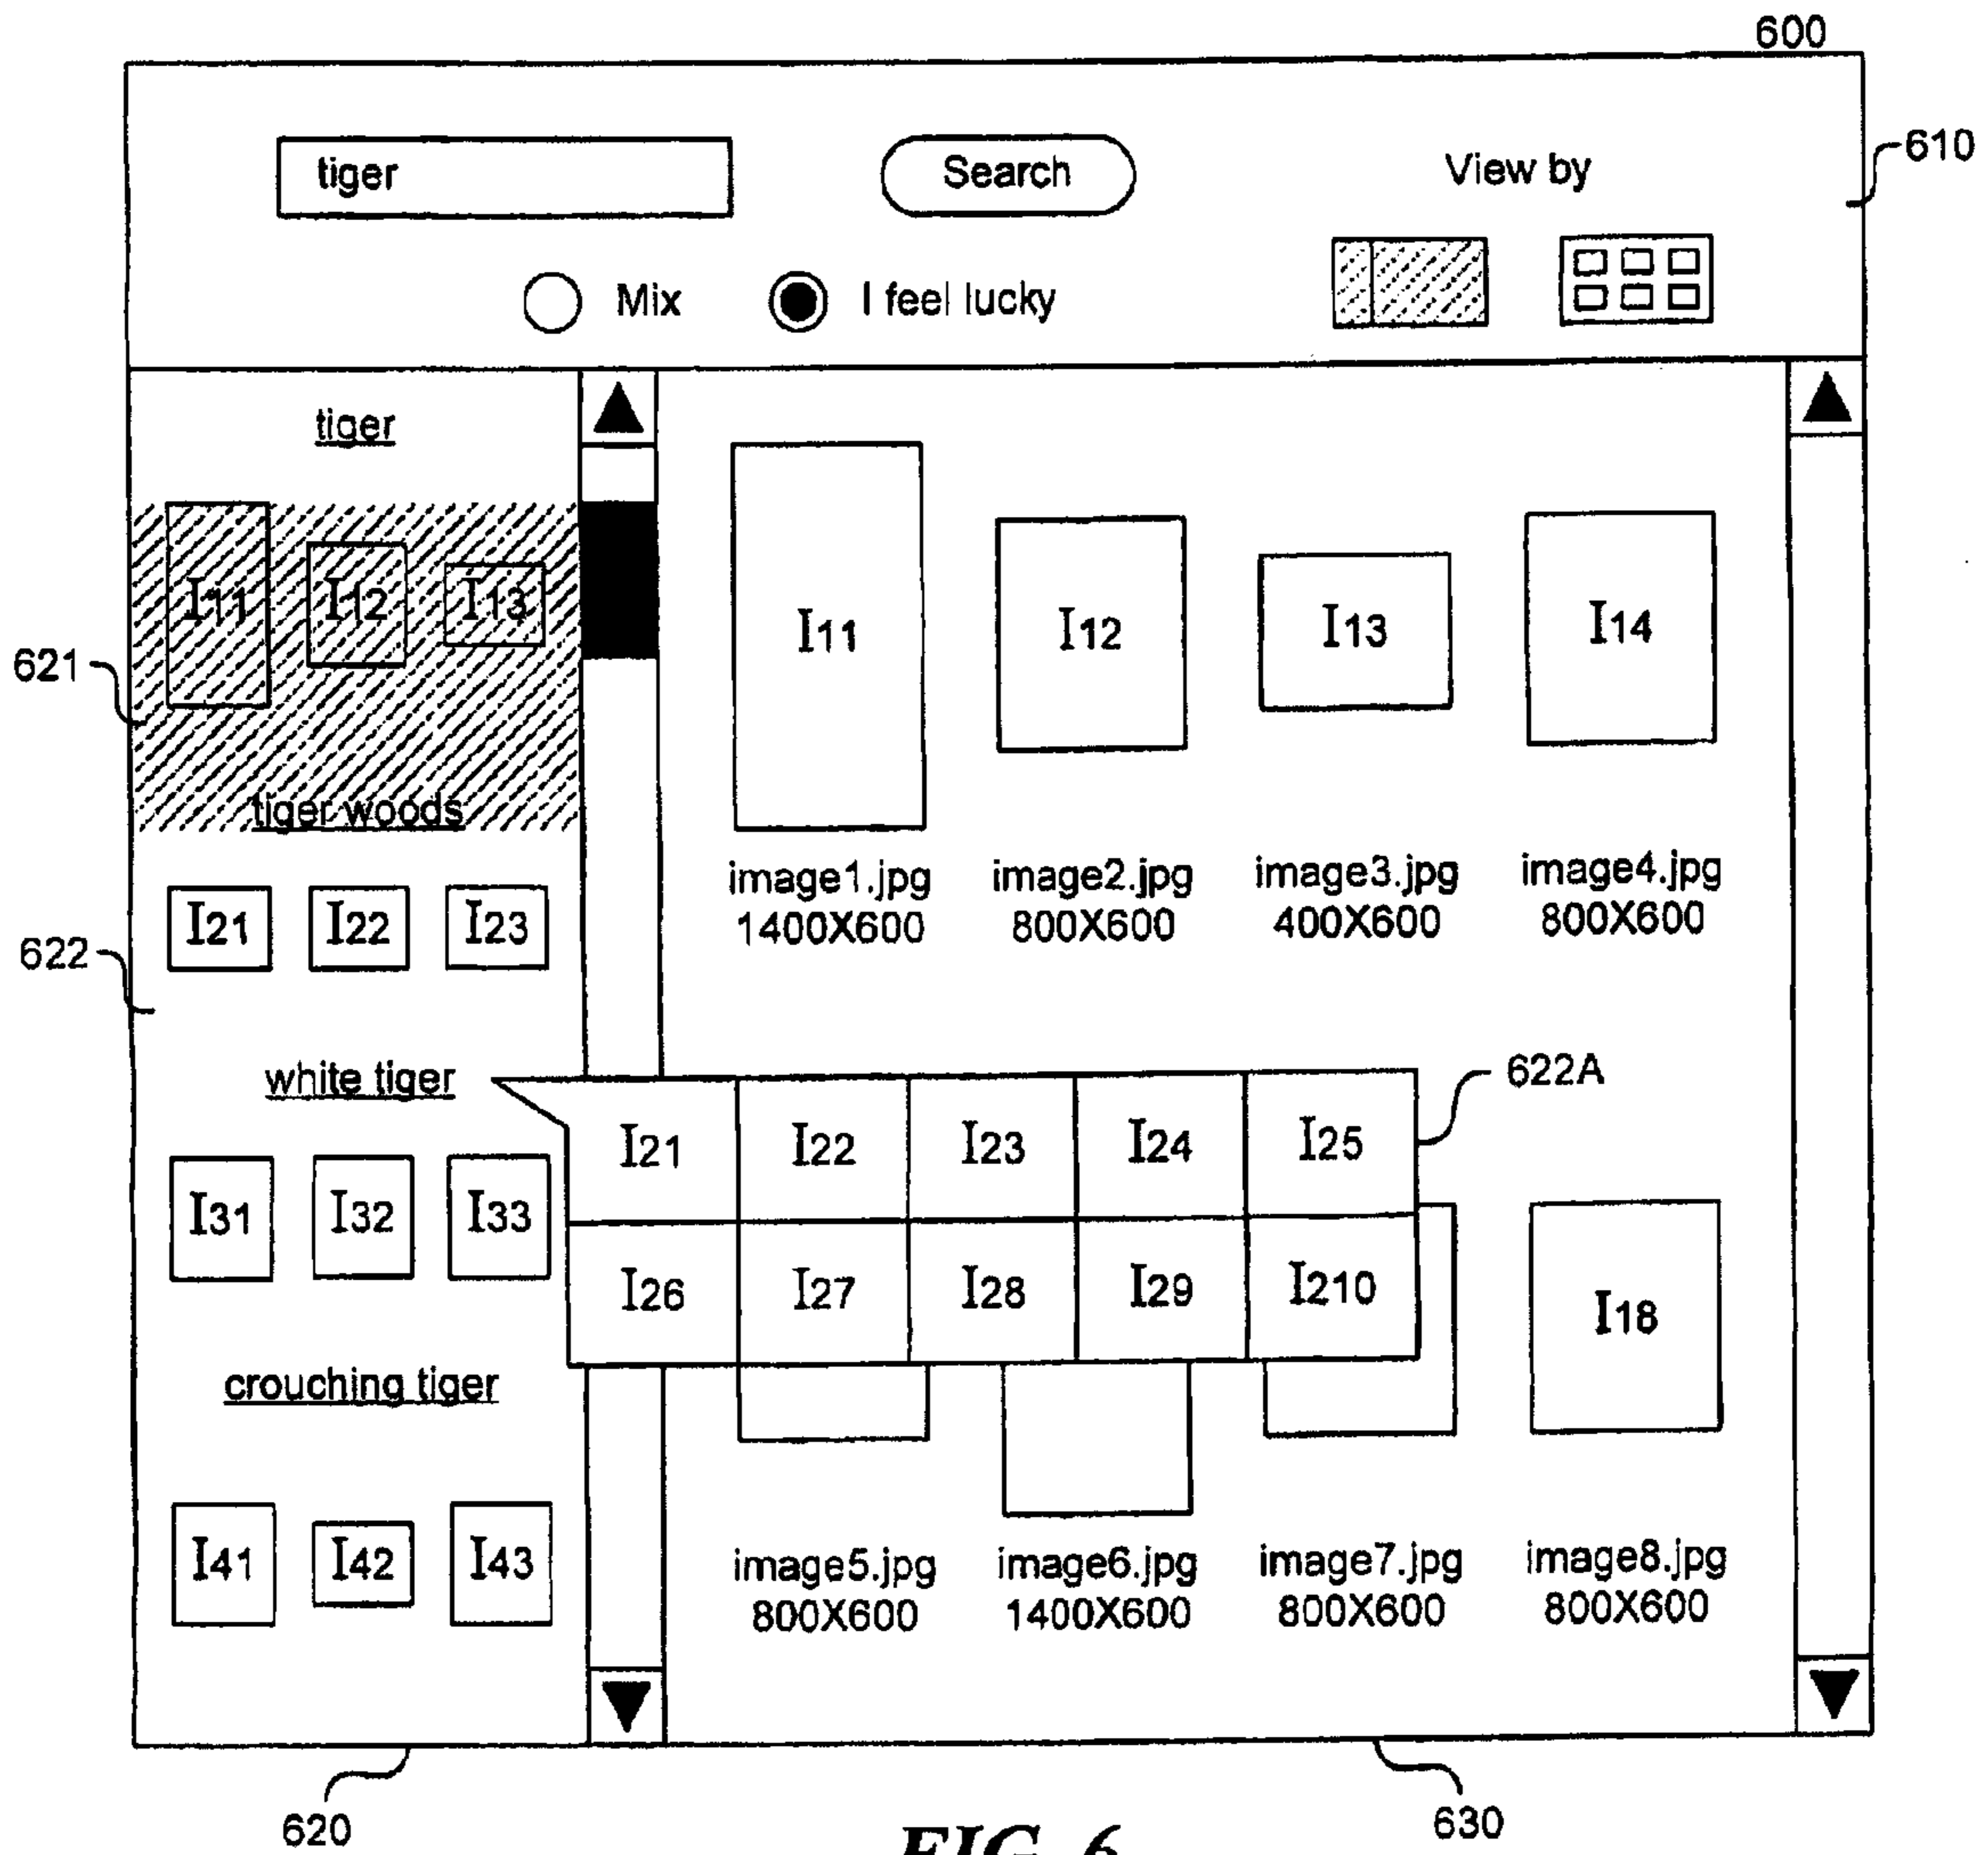 600
610
tiger
Search
View by
Mix
I feel lucky
tiger
I11
I12
I13
621
tiger woods
I21
I22
I23
622
white tiger
I31
I32
I33
crouching tiger
I41
I42
I43
620
I11
I12
I13
I14
image1.jpg
1400X600
image2.jpg
800X600
image3.jpg
400X600
image4.jpg
800X600
622A
I21
I22
I23
I24
I25
I26
I27
I28
I29
I210
I18
image5.jpg
800X600
image6.jpg
1400X600
image7.jpg
800X600
image8.jpg
800X600
630
FIG. 6